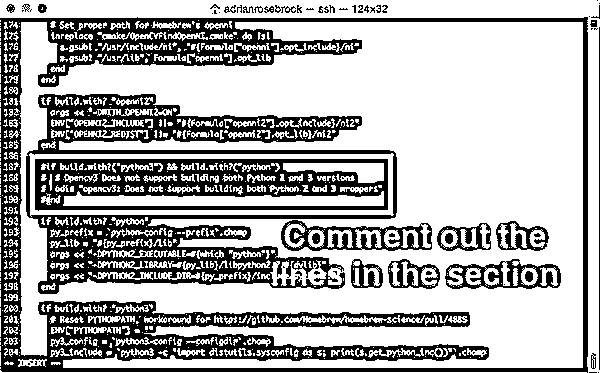 adrianrosebrock — ssh — 124×32
174 # Set proper path for Homebrew's openni
175 inreplace "cmake/OpenCVFindOpenNI.cmake" do |s|
176 s.gsub! "/usr/include/ni", "#{Formula["openni"].opt_include}/ni"
177 s.gsub! "/usr/lib", Formula["openni"].opt_lib
178 end
179 end
180
181 if build.with? "openni2"
182 args << "-DWITH_OPENNI2=ON"
183 ENV["OPENNI2_INCLUDE"] ||= "#{Formula["openni2"].opt_include}/ni2"
184 ENV["OPENNI2_REDIST"] ||= "#{Formula["openni2"].opt_lib}/ni2"
185 end
186
187 #if build.with?("python3") && build.with?("python")
188 # # Opencv3 Does not support building both Python 2 and 3 versions
189 # odie "opencv3: Does not support building both Python 2 and 3 wrappers"
190 #end
191
192 if build.with? "python"
193 py_prefix = `python-config --prefix`.chomp
194 py_lib = "#{py_prefix}/lib"
195 args << "-DPYTHON2_EXECUTABLE=#{which "python"}"
196 args << "-DPYTHON2_LIBRARY=#{py_lib}/libpython2.7
197 args << "-DPYTHON2_INCLUDE_DIR=#{py_prefix}/
198 end
199
200 if build.with? "python3"
201 # Reset PYTHONPATH, workaround for https://github.com/Homebrew/homebrew-science/pull/4885
202 ENV["PYTHONPATH"] = ""
203 py3_config = `python3-config --configdir`.chomp
204 py3_include = `python3 -c "import distutils.sysconfig as s; print(s.get_python_inc())"`.chomp
-- INSERT --
Comment out the
lines in the section